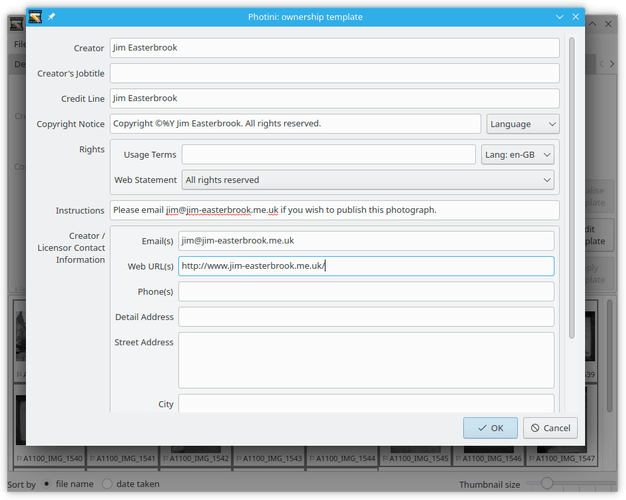 Photini: ownership template
File
De
Creator Jim Easterbrook
Creator's Jobtitle
Credit Line Jim Easterbrook
Copyright Notice Copyright ©%Y Jim Easterbrook. All rights reserved. Language
Rights
Usage Terms Lang: en-GB
Web Statement All rights reserved
Instructions Please email jim@jim-easterbrook.me.uk if you wish to publish this photograph.
Creator /
Licensor Contact
Information
Email(s) jim@jim-easterbrook.me.uk
Web URL(s) http://www.jim-easterbrook.me.uk/
Phone(s)
Detail Address
Street Address
City
OK Cancel
A1100_IMG_1540 A1100_IMG_1541 A1100_IMG_1542 A1100_IMG_1543 A1100_IMG_1544 A1100_IMG_1545 A1100_IMG_1546 A1100_IMG_1547
Sort by file name date taken Thumbnail size